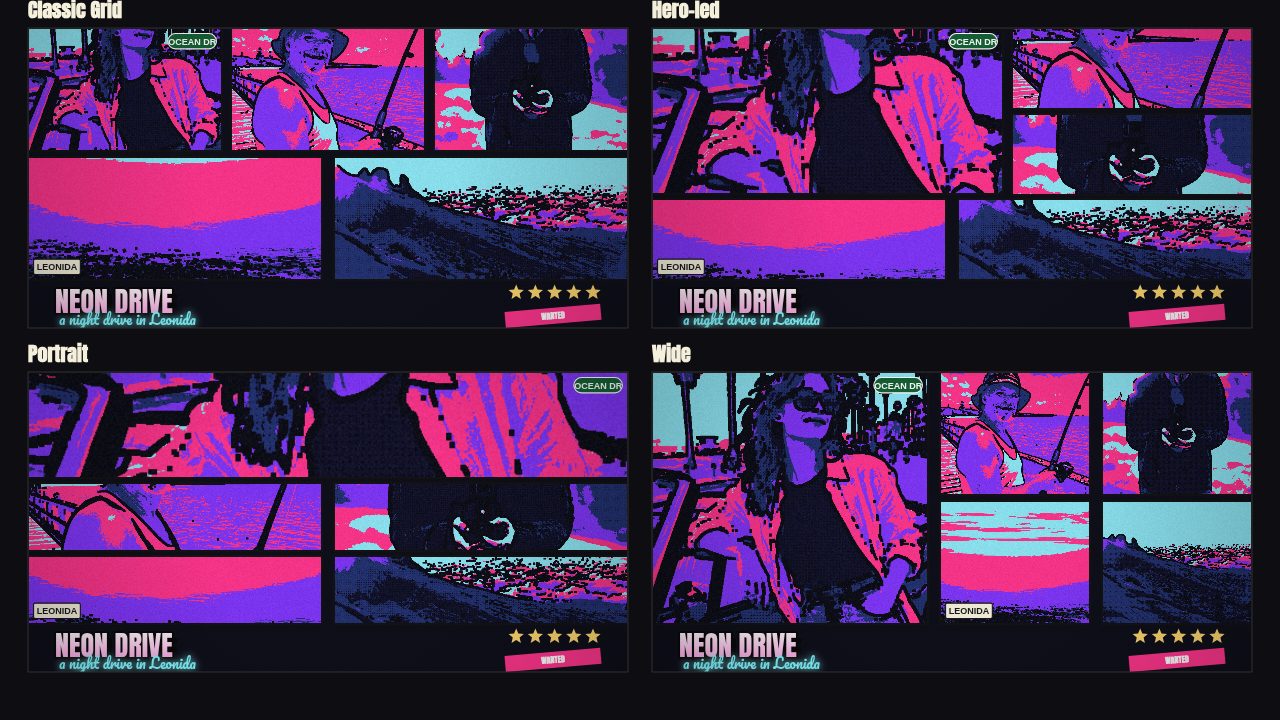 Classic Grid
OCEAN DR
LEONIDA
NEON DRIVE
a night drive in Leonida
WANTED
Hero-led
OCEAN DR
LEONIDA
NEON DRIVE
a night drive in Leonida
WANTED
Portrait
OCEAN DR
LEONIDA
NEON DRIVE
a night drive in Leonida
WANTED
Wide
OCEAN DR
LEONIDA
NEON DRIVE
a night drive in Leonida
WANTED